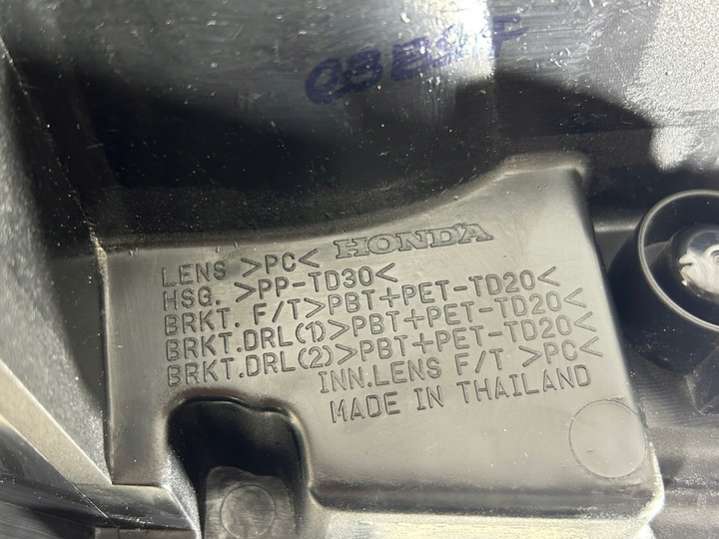 LENS >PC< HONDA
HSG. >PP-TD30<
BRKT. F/T>PBT+PET-TD20<
BRKT.DRL(1)>PBT+PET-TD20<
BRKT.DRL(2)>PBT+PET-TD20<
INN.LENS F/T >PC<
MADE IN THAILAND